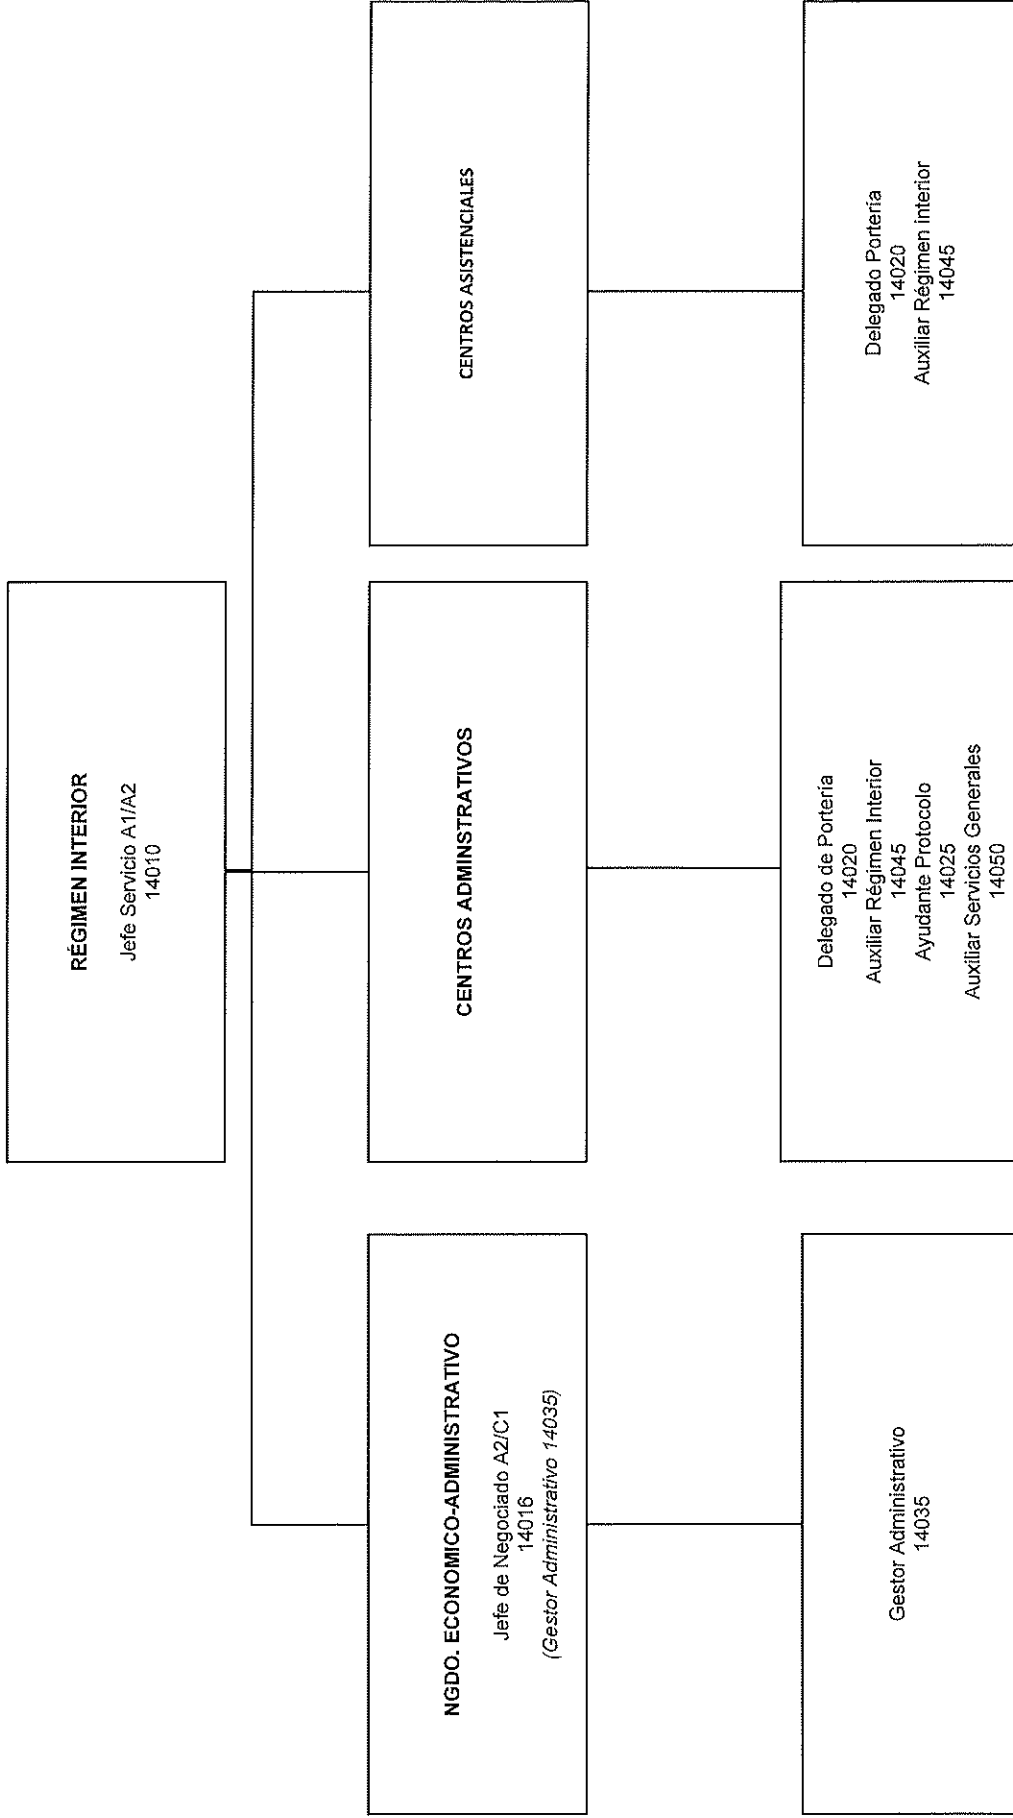 RÉGIMEN INTERIOR
Jefe Servicio A1/A2
14010
NGDO. ECONOMICO-ADMINISTRATIVO
Jefe de Negociado A2/C1
14016
(Gestor Administrativo 14035)
CENTROS ADMINSTRATIVOS
CENTROS ASISTENCIALES
Gestor Administrativo
14035
Delegado de Portería
14020
Auxiliar Régimen Interior
14045
Ayudante Protocolo
14025
Auxiliar Servicios Generales
14050
Delegado Portería
14020
Auxiliar Régimen interior
14045